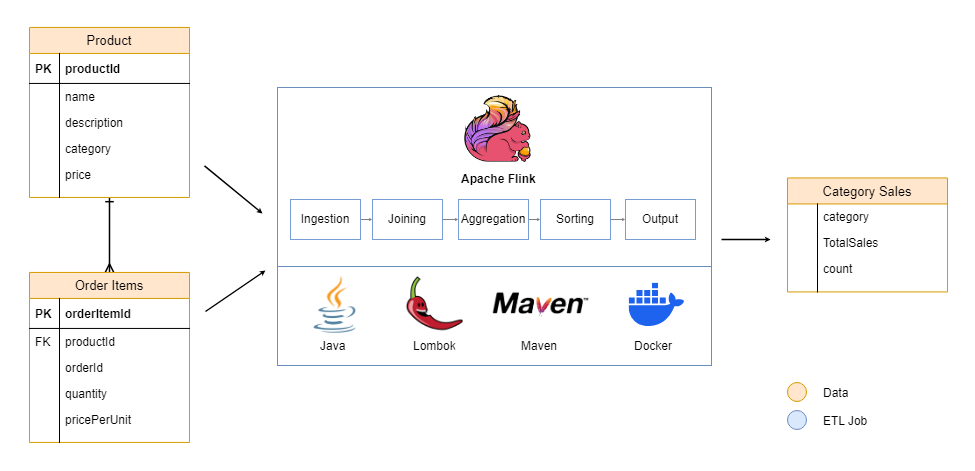 Product
PK productId
name
description
category
price
Order Items
PK orderItemId
FK productId
orderId
quantity
pricePerUnit
Apache Flink
Ingestion Joining Aggregation Sorting Output
Maven™
Java Lombok Maven Docker
Category Sales
category
TotalSales
count
Data
ETL Job